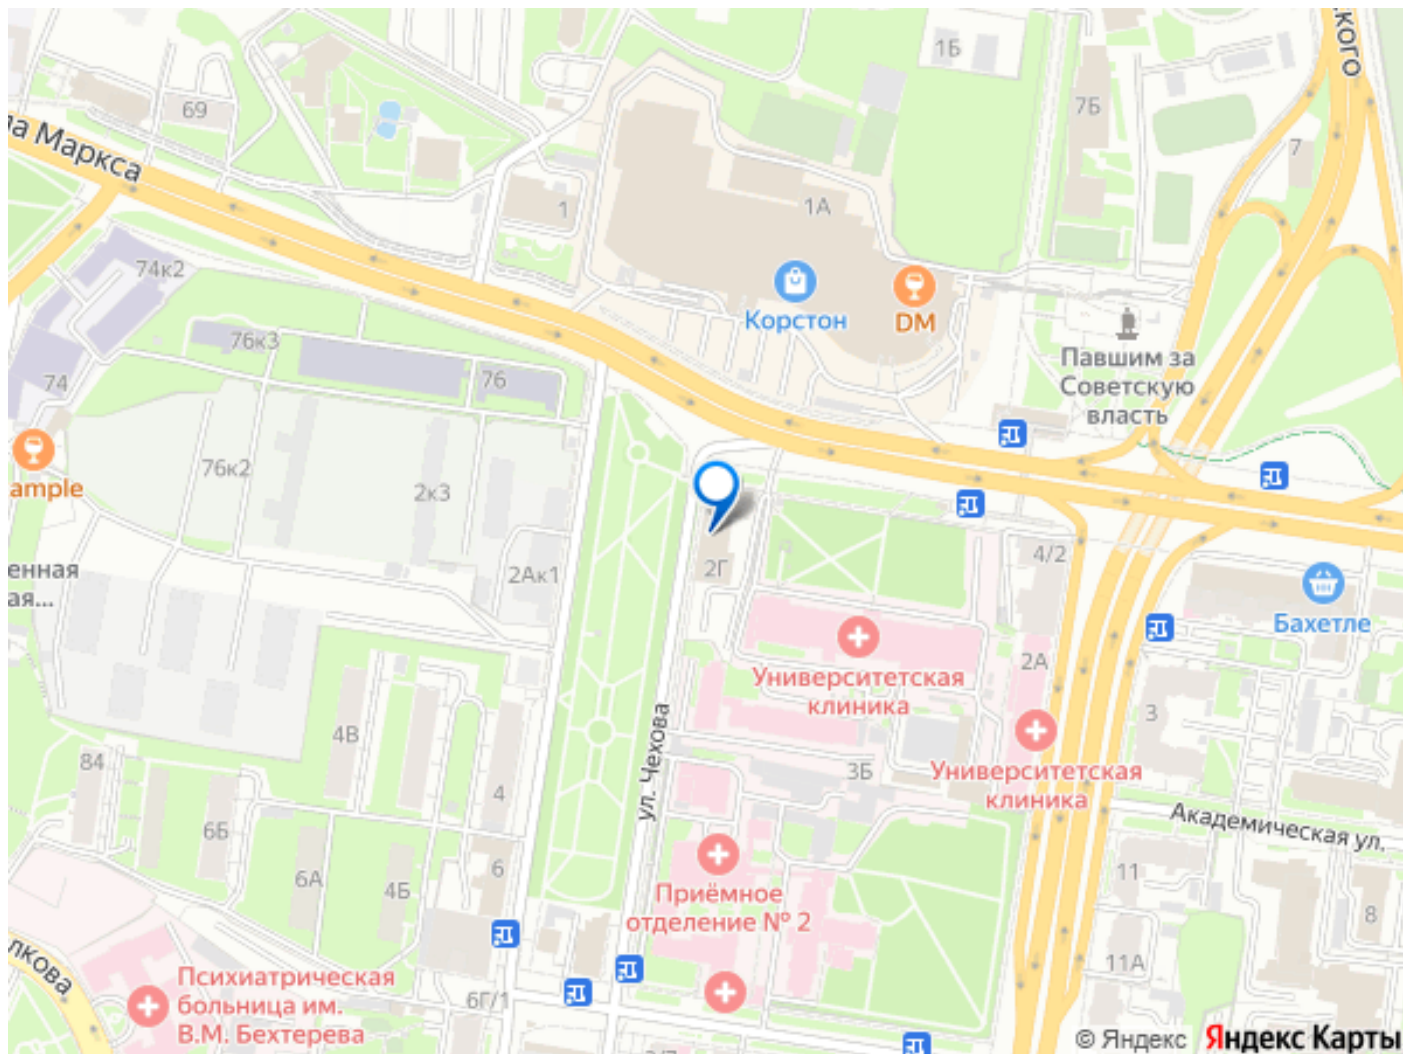 кого
1Б
69
7Б
7
ла Маркса
1
1А
74к2
Корстон
DM
76к3
76
74
Павшим за
Советскую
власть
76к2
2к3
ample
4/2
2Ак1
2Г
енная
ая...
Бахетле
Университетская
клиника
2А
3
4В
ул. Чехова
84
3Б
Университетская
клиника
4
Академическая ул.
6Б
6
6А
4Б
11
Приёмное
отделение № 2
8
лкова
Психиатрическая
больница им.
В.М. Бехтерева
11А
6Г/1
© Яндекс
Яндекс Карты